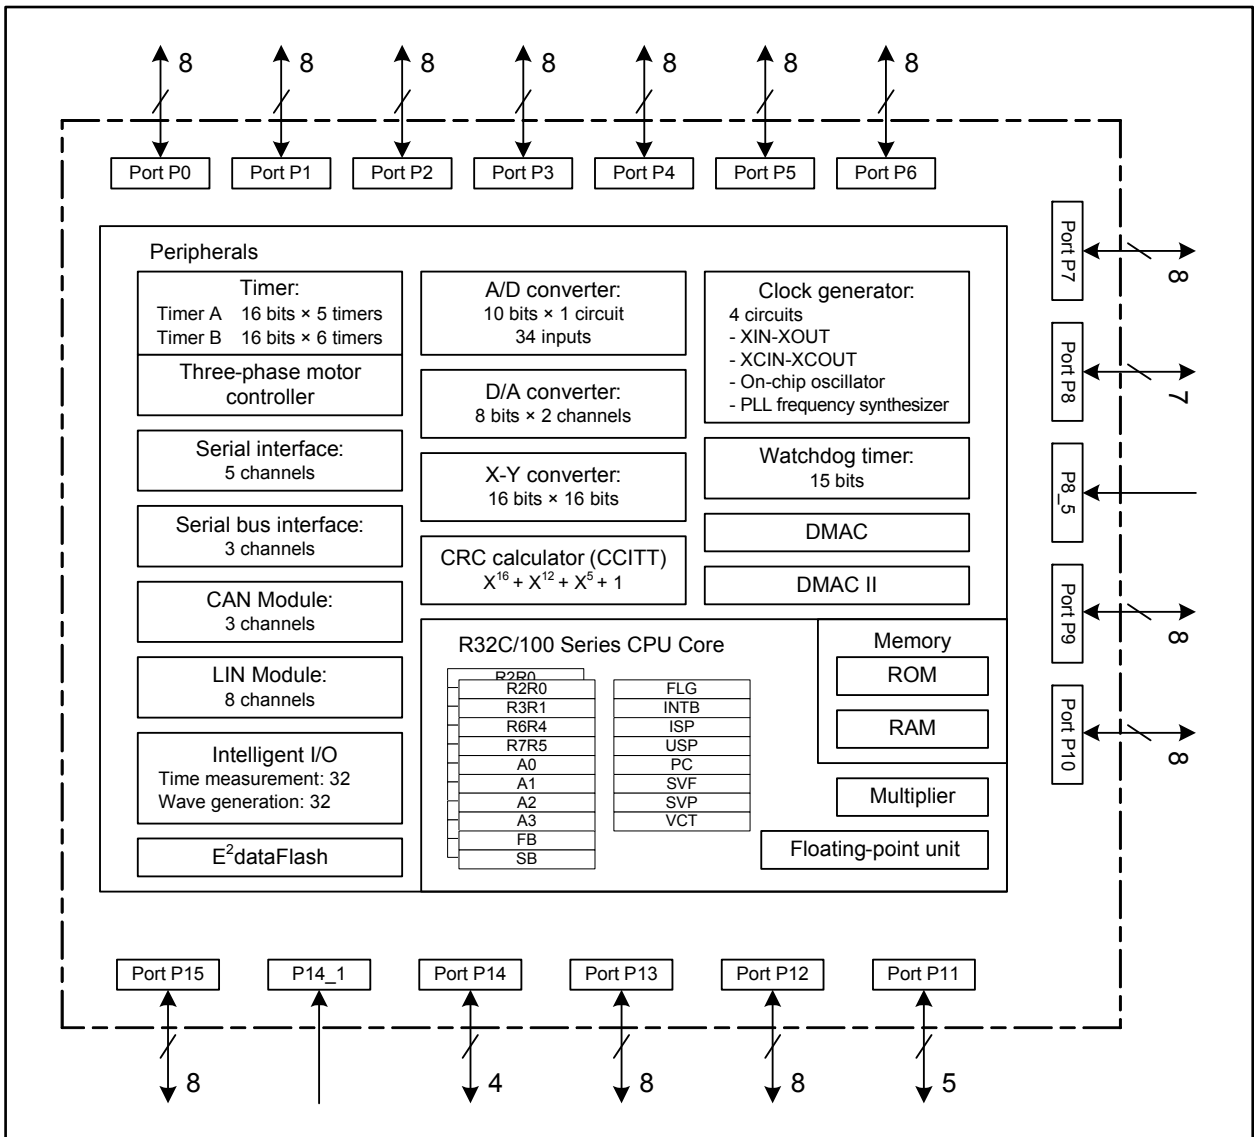 8 8 8 8 8 8 8
Port P0 Port P1 Port P2 Port P3 Port P4 Port P5 Port P6
Port P7
8
Port P8
7
P8_5
Port P9
8
Port P10
8
Peripherals
Timer:
Timer A 16 bits × 5 timers
Timer B 16 bits × 6 timers
Three-phase motor
controller
Serial interface:
5 channels
Serial bus interface:
3 channels
CAN Module:
3 channels
LIN Module:
8 channels
Intelligent I/O
Time measurement: 32
Wave generation: 32
E²dataFlash
A/D converter:
10 bits × 1 circuit
34 inputs
D/A converter:
8 bits × 2 channels
X-Y converter:
16 bits × 16 bits
CRC calculator (CCITT)
X¹⁶ + X¹² + X⁵ + 1
Clock generator:
4 circuits
- XIN-XOUT
- XCIN-XCOUT
- On-chip oscillator
- PLL frequency synthesizer
Watchdog timer:
15 bits
DMAC
DMAC II
R32C/100 Series CPU Core
R2R0
R2R0
R3R1
R6R4
R7R5
A0
A1
A2
A3
FB
SB
FLG
INTB
ISP
USP
PC
SVF
SVP
VCT
Memory
ROM
RAM
Multiplier
Floating-point unit
Port P15 P14_1 Port P14 Port P13 Port P12 Port P11
8 4 8 8 5